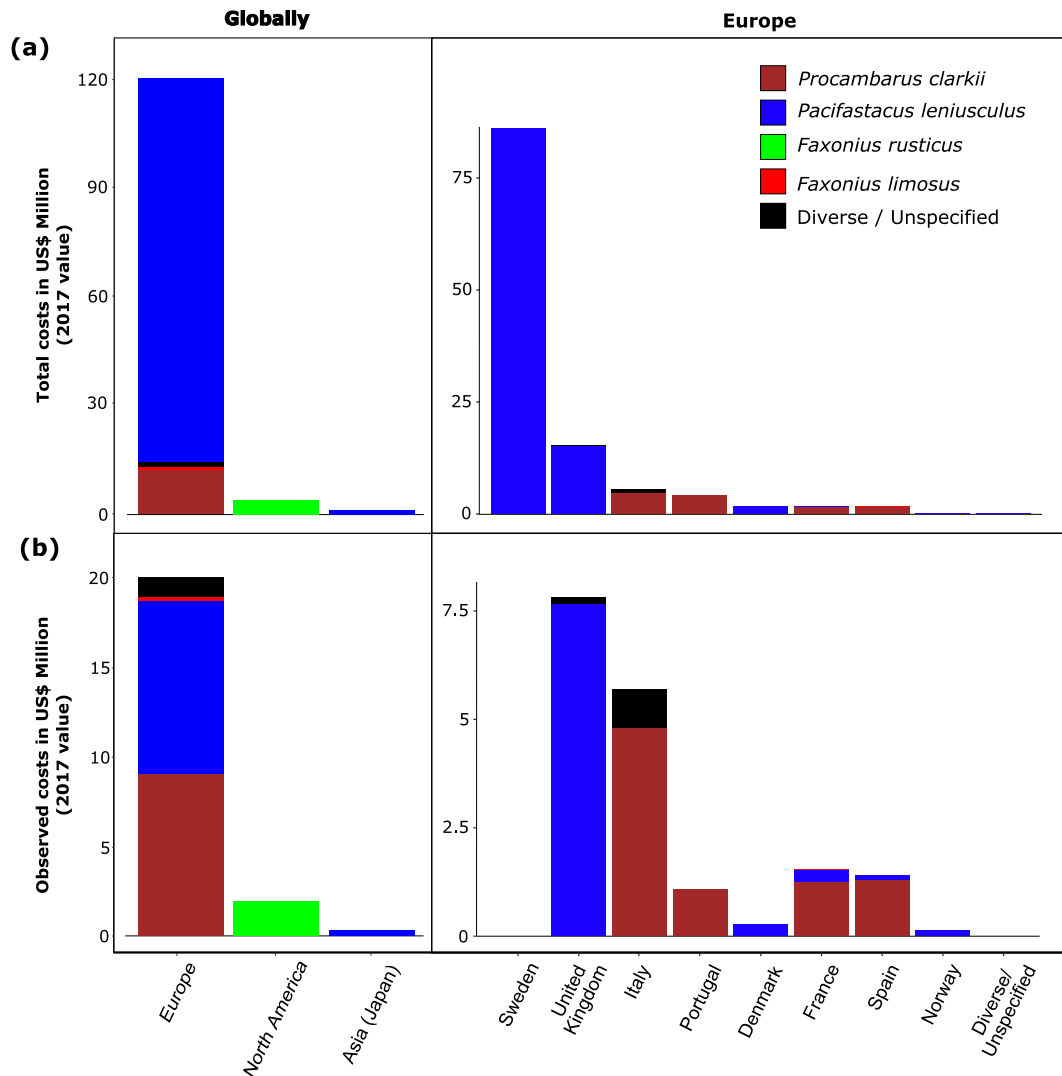 Globally
Europe
(a)
Total costs in US$ Million
(2017 value)
120
90
60
30
0
75
50
25
0
Procambarus clarkii
Pacifastacus leniusculus
Faxonius rusticus
Faxonius limosus
Diverse / Unspecified
(b)
Observed costs in US$ Million
(2017 value)
20
15
10
5
0
7.5
5
2.5
0
Europe
North America
Asia (Japan)
Sweden
United
Kingdom
Italy
Portugal
Denmark
France
Spain
Norway
Diverse/
Unspecified